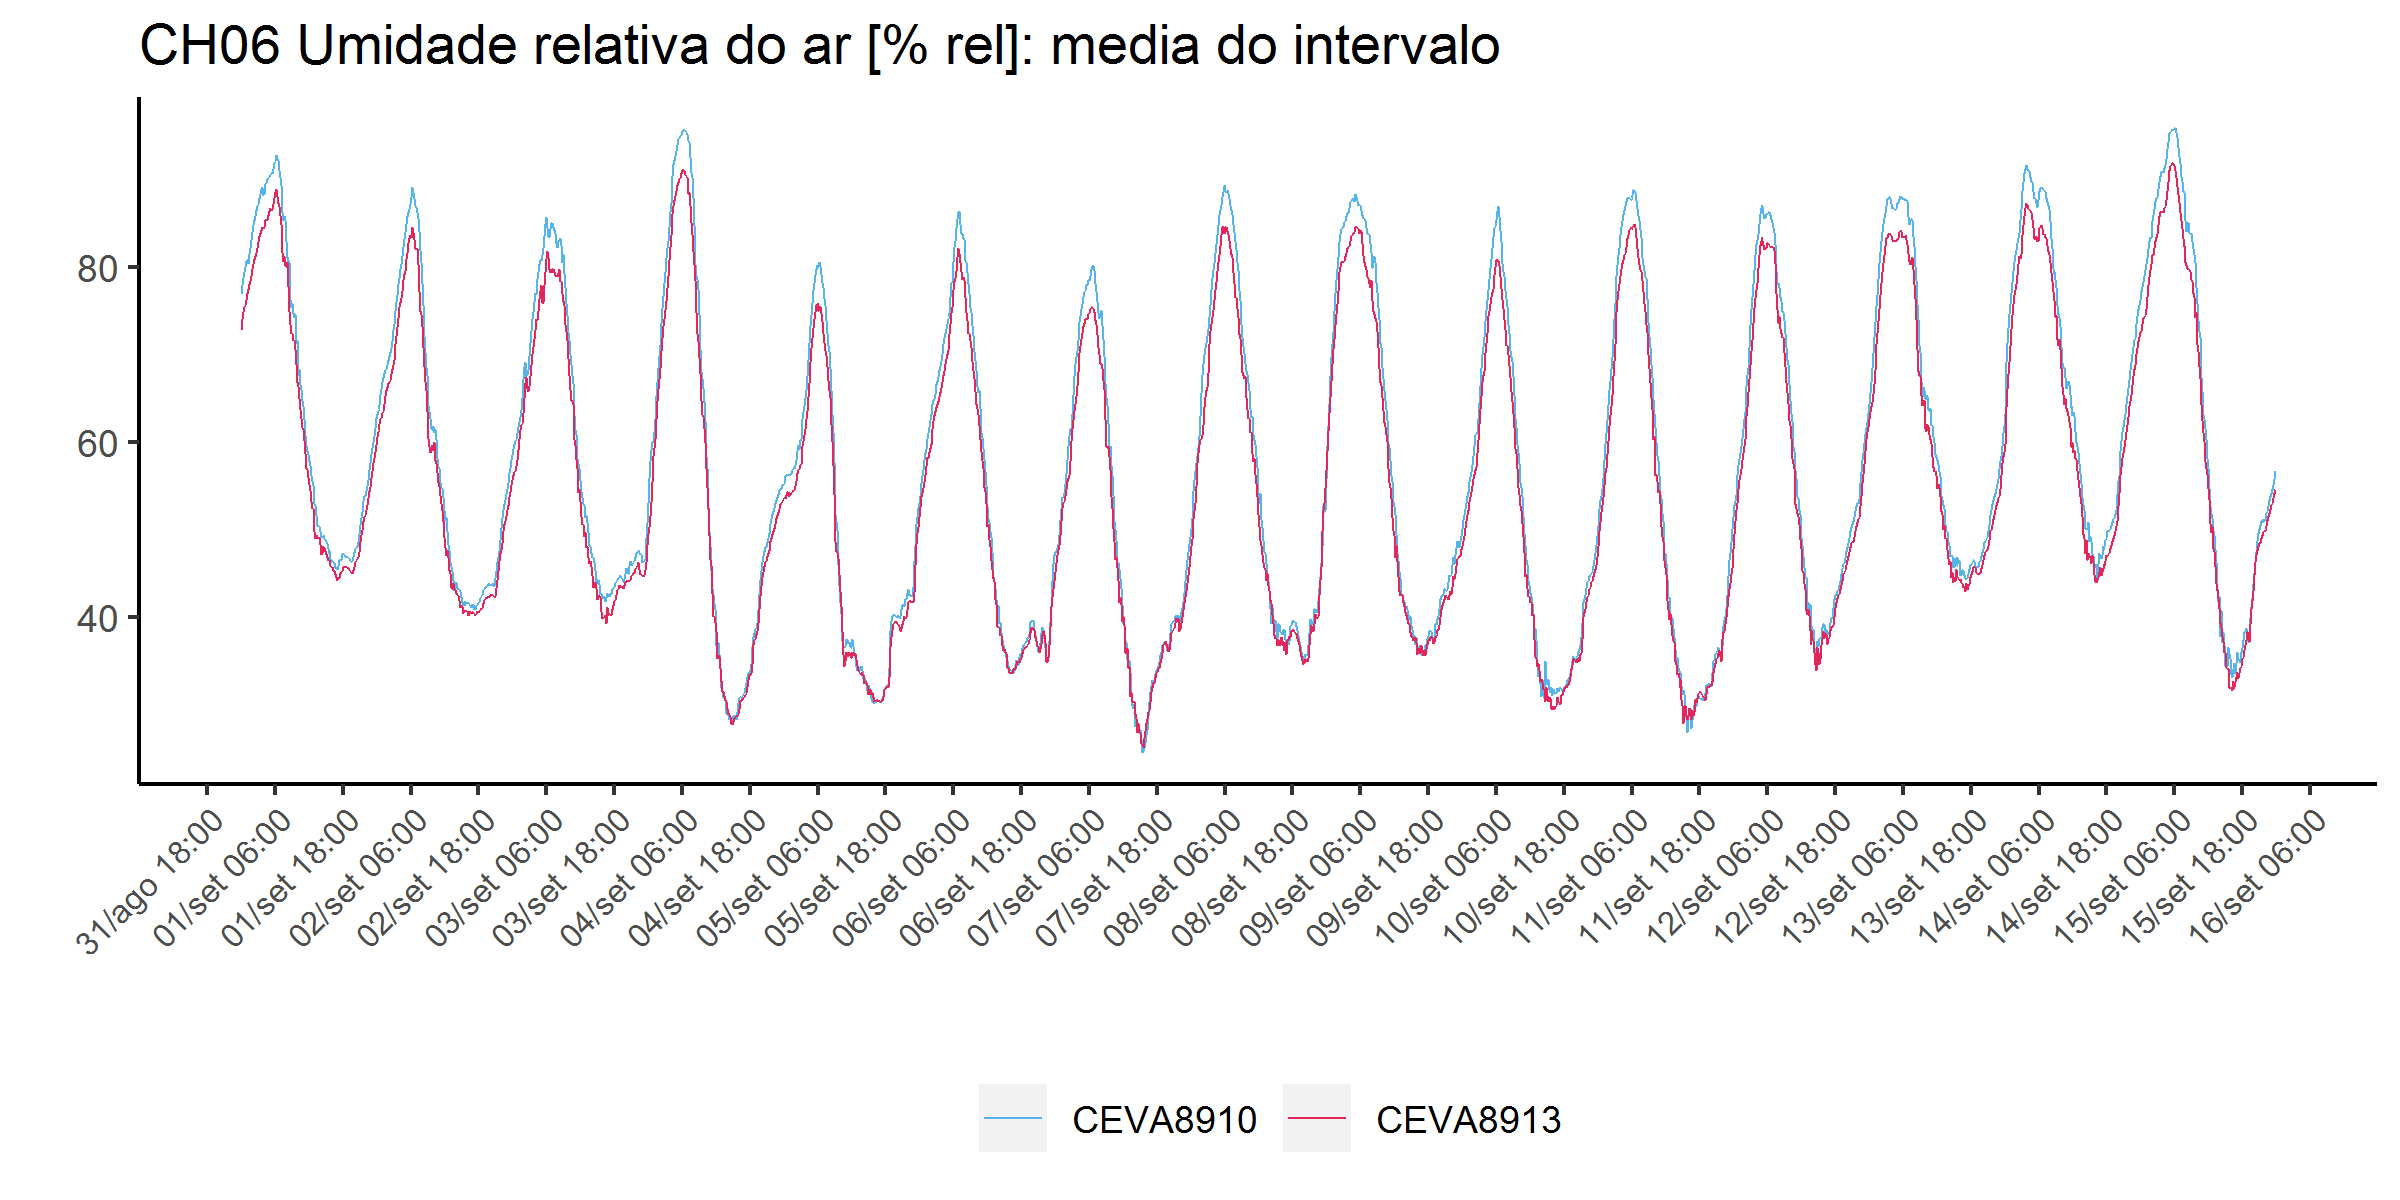 CH06 Umidade relativa do ar [% rel]: media do intervalo
80
60
40
31/ago 18:00
01/set 06:00
01/set 18:00
02/set 06:00
02/set 18:00
03/set 06:00
03/set 18:00
04/set 06:00
04/set 18:00
05/set 06:00
05/set 18:00
06/set 06:00
06/set 18:00
07/set 06:00
07/set 18:00
08/set 06:00
08/set 18:00
09/set 06:00
09/set 18:00
10/set 06:00
10/set 18:00
11/set 06:00
11/set 18:00
12/set 06:00
12/set 18:00
13/set 06:00
13/set 18:00
14/set 06:00
14/set 18:00
15/set 06:00
15/set 18:00
16/set 06:00
CEVA8910 CEVA8913